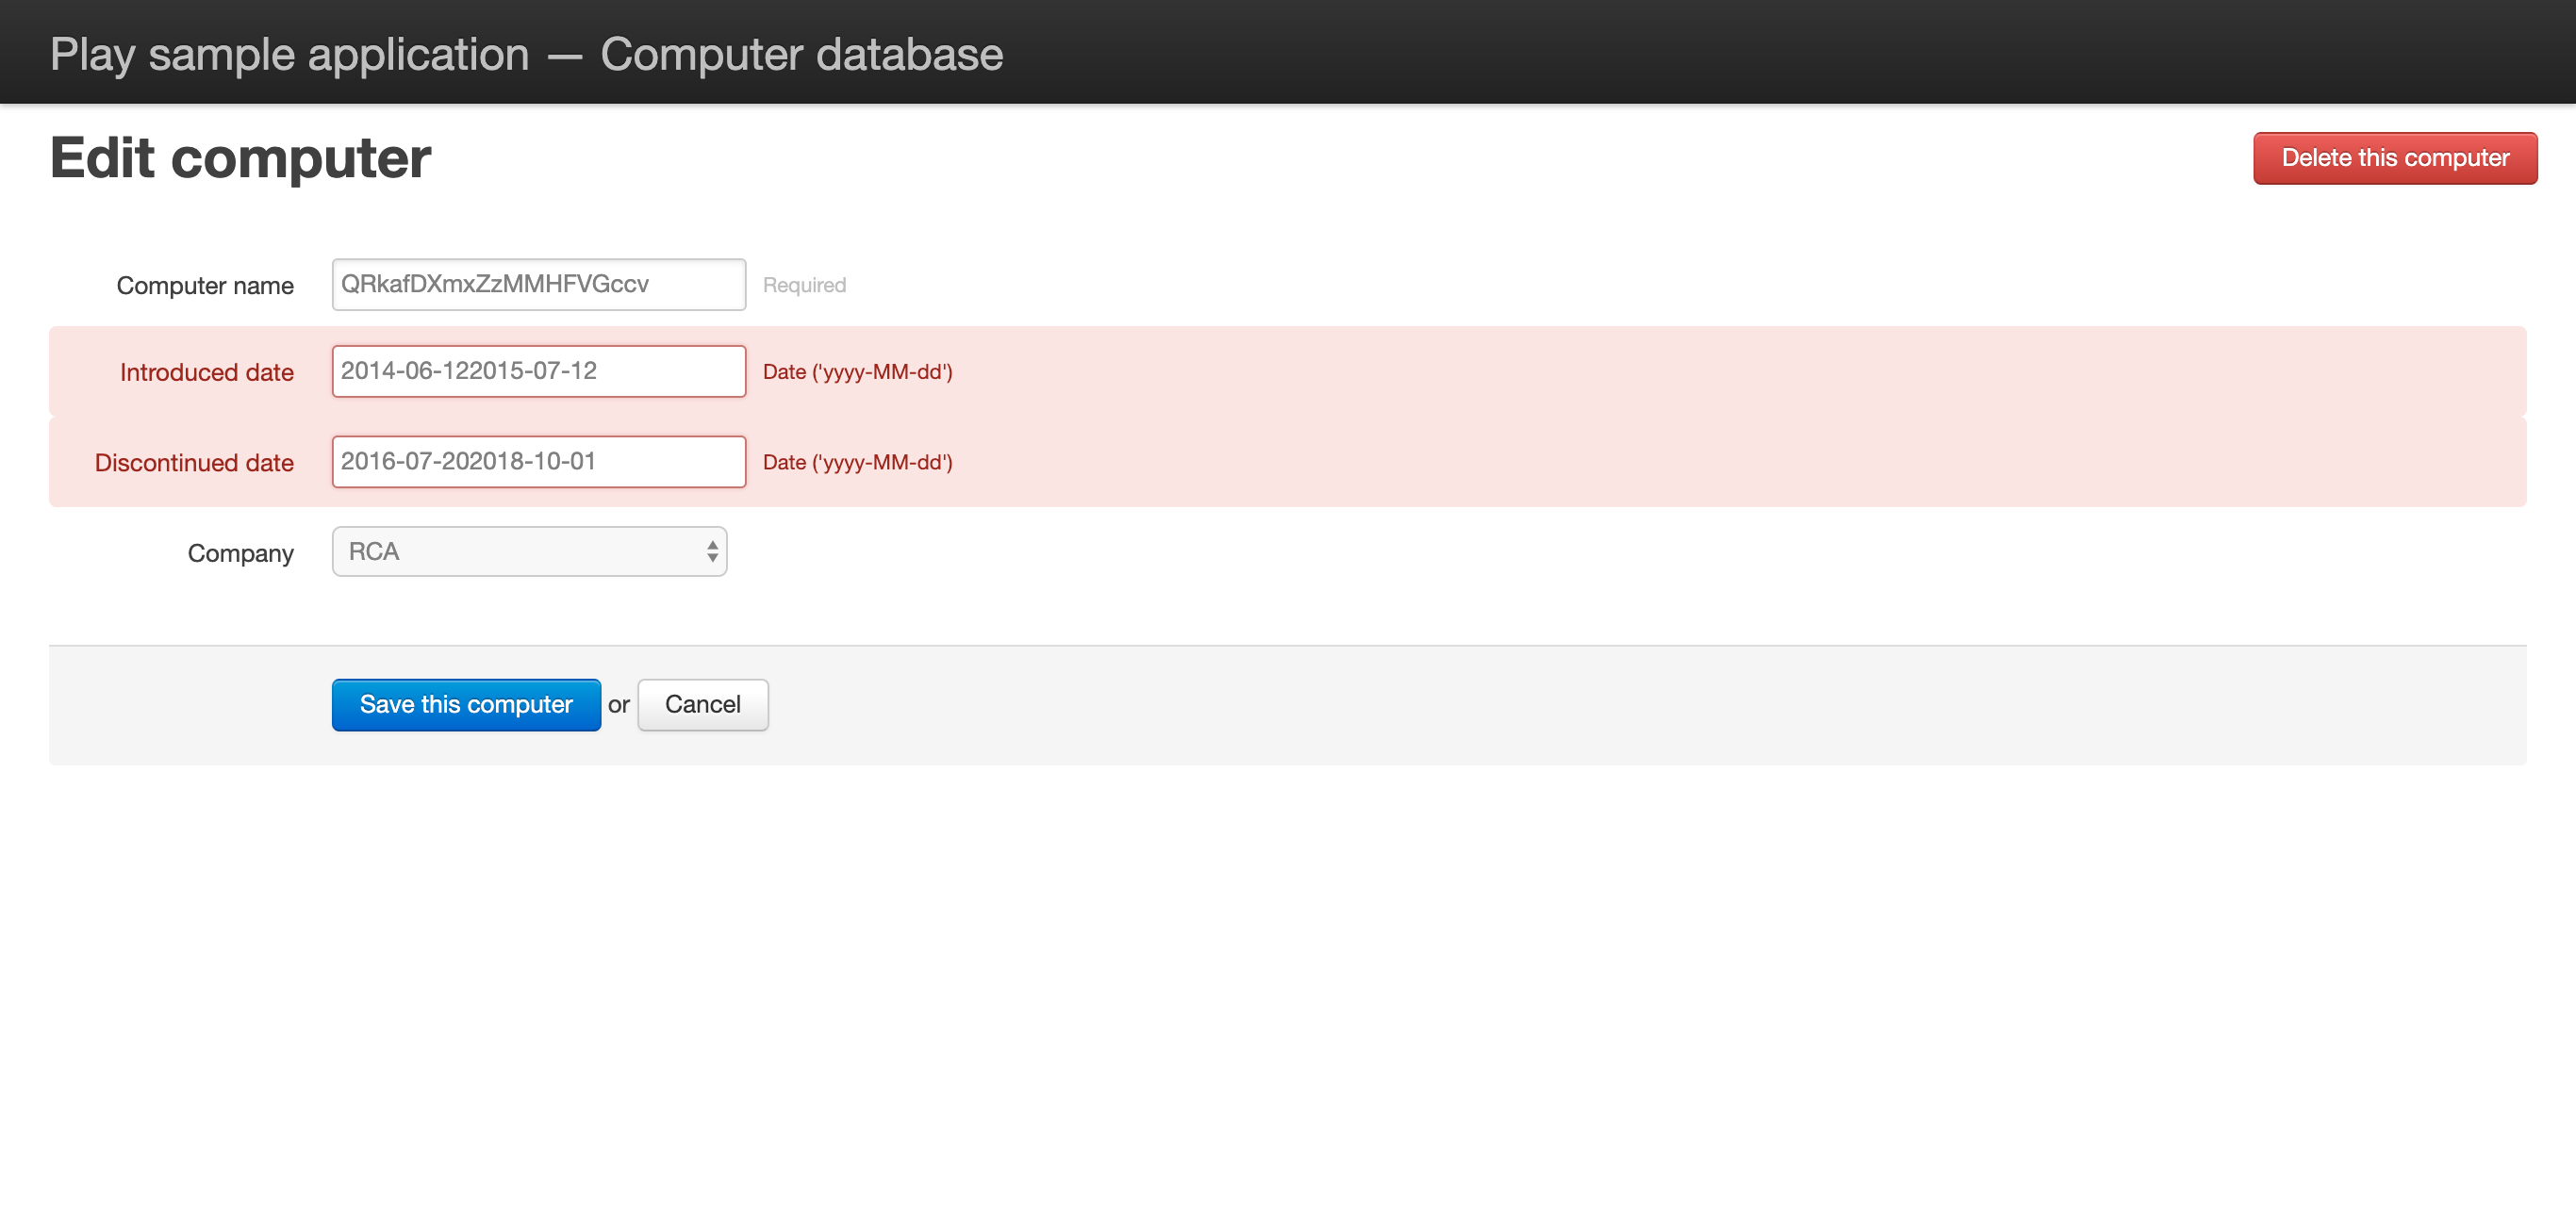 Play sample application — Computer database
Edit computer
Delete this computer
Computer name QRkafDXmxZzMMHFVGccv Required
Introduced date 2014-06-122015-07-12 Date ('yyyy-MM-dd')
Discontinued date 2016-07-202018-10-01 Date ('yyyy-MM-dd')
Company RCA
Save this computer or Cancel